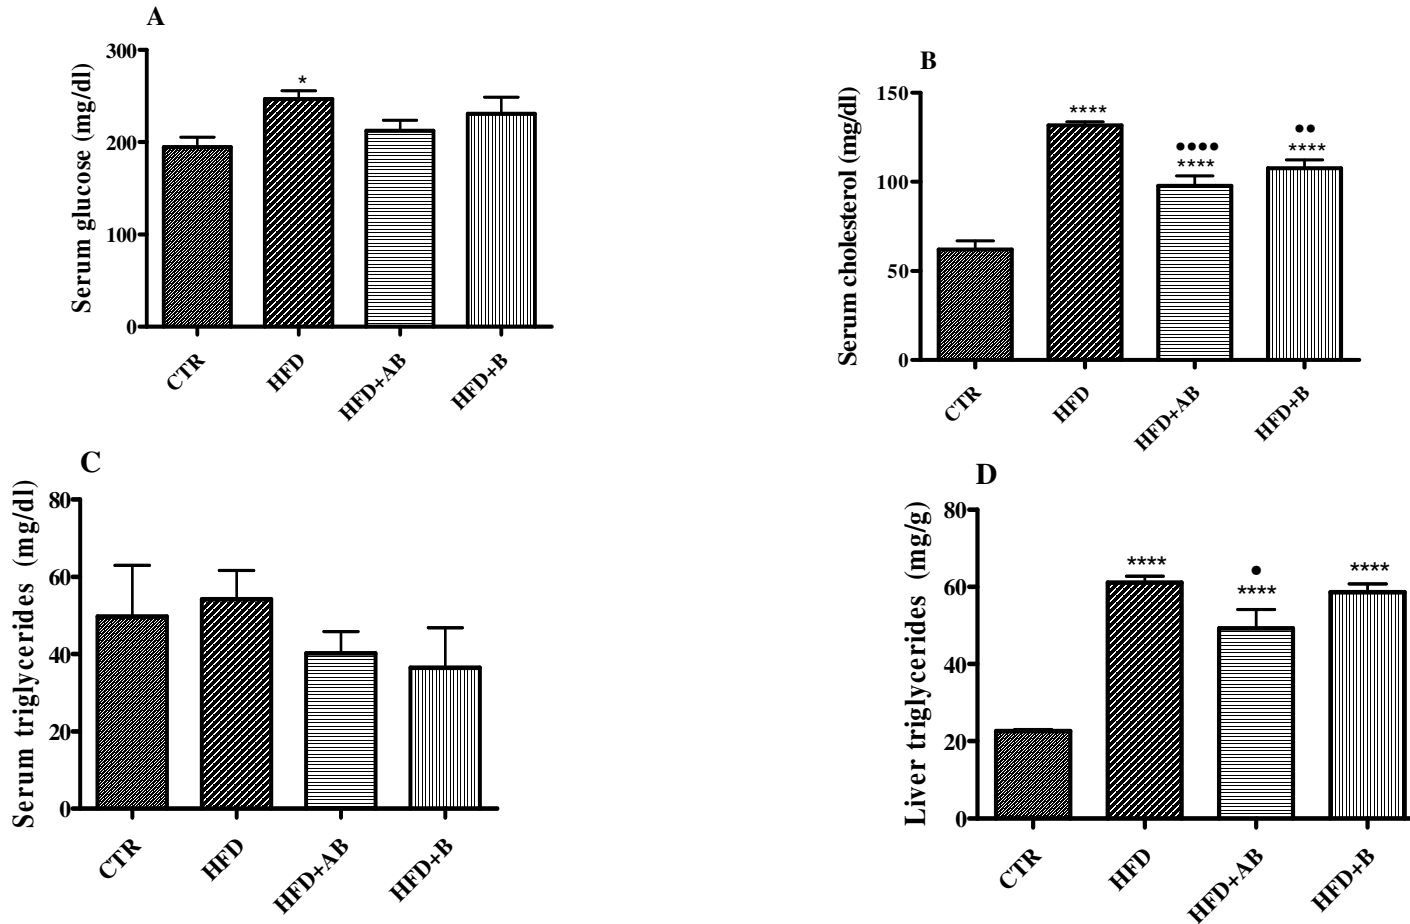 A
Serum glucose (mg/dl)
300
200
100
0
*
CTR
HFD
HFD+AB
HFD+B
B
Serum cholesterol (mg/dl)
150
100
50
0
****
••••
****
••
****
CTR
HFD
HFD+AB
HFD+B
C
Serum triglycerides (mg/dl)
80
60
40
20
0
CTR
HFD
HFD+AB
HFD+B
D
Liver triglycerides (mg/g)
80
60
40
20
0
****
•
****
****
CTR
HFD
HFD+AB
HFD+B